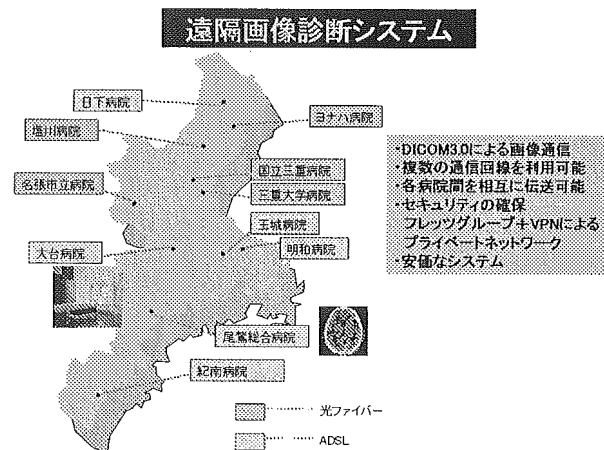 遠隔画像診断システム
日下病院
ヨナハ病院
塩川病院
国立三重病院
三重大学病院
名張市立病院
玉城病院
明和病院
大台病院
尾鷲総合病院
紀南病院
・DICOM3.0による画像通信
・複数の通信回線を利用可能
・各病院間を相互に伝送可能
・セキュリティの確保
フレッツグループ+VPNによる
プライベートネットワーク
・安価なシステム
光ファイバー
ADSL